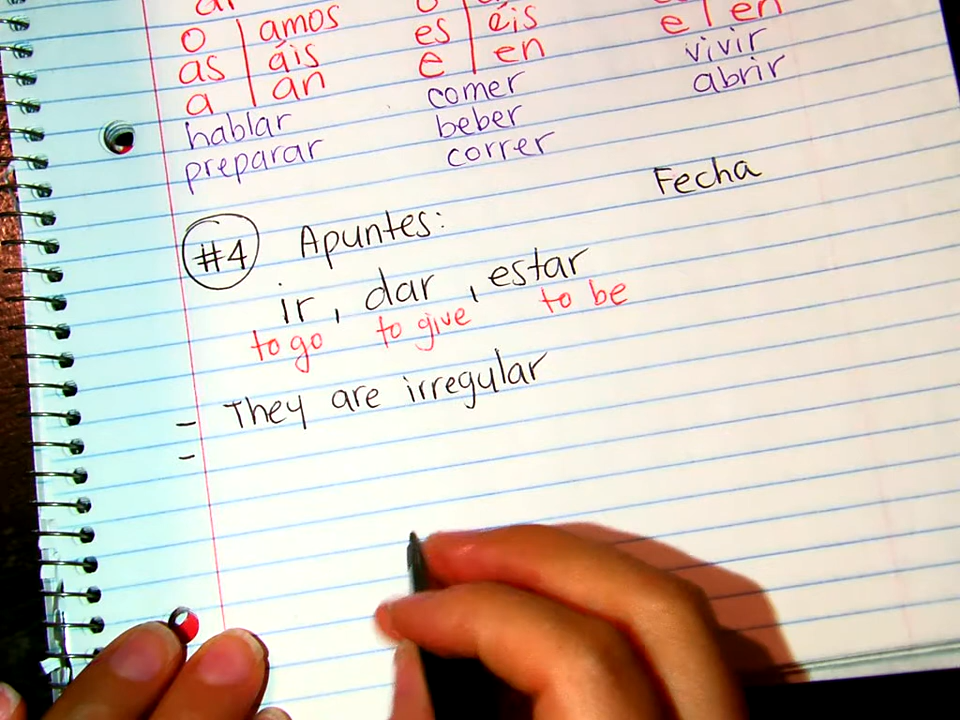 ar
o | amos
as | áis
a | an
hablar
preparar
es | éis
e | en
comer
beber
correr
e | en
vivir
abrir
Fecha
#4 Apuntes:
ir, dar, estar
to go to give to be
- They are irregular
-